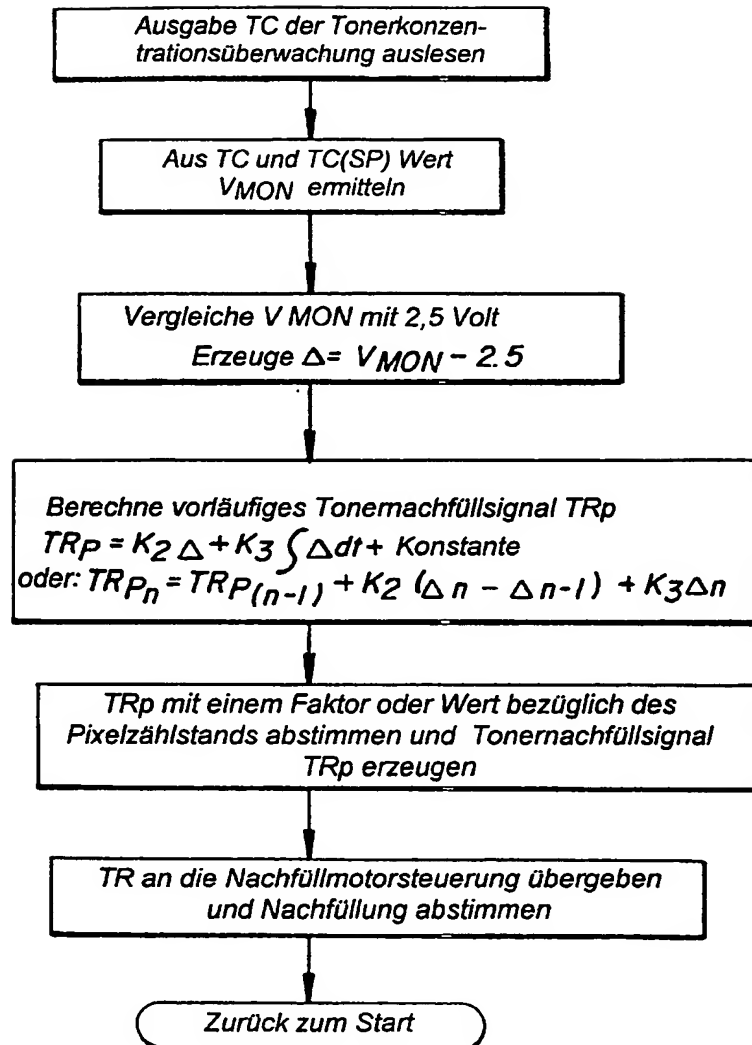 Ausgabe TC der Tonerkonzen-
trationsüberwachung auslesen
Aus TC und TC(SP) Wert
VMON ermitteln
Vergleiche V MON mit 2,5 Volt
Erzeuge Δ= VMON – 2.5
Berechne vorläufiges Tonernachfüllsignal TRp
TRP = K2 Δ + K3 ∫ Δdt + Konstante
oder: TRPn = TRP(n-1) + K2 (Δn – Δn-1) + K3Δn
TRp mit einem Faktor oder Wert bezüglich des
Pixelzählstands abstimmen und Tonernachfüllsignal
TRp erzeugen
TR an die Nachfüllmotorsteuerung übergeben
und Nachfüllung abstimmen
Zurück zum Start